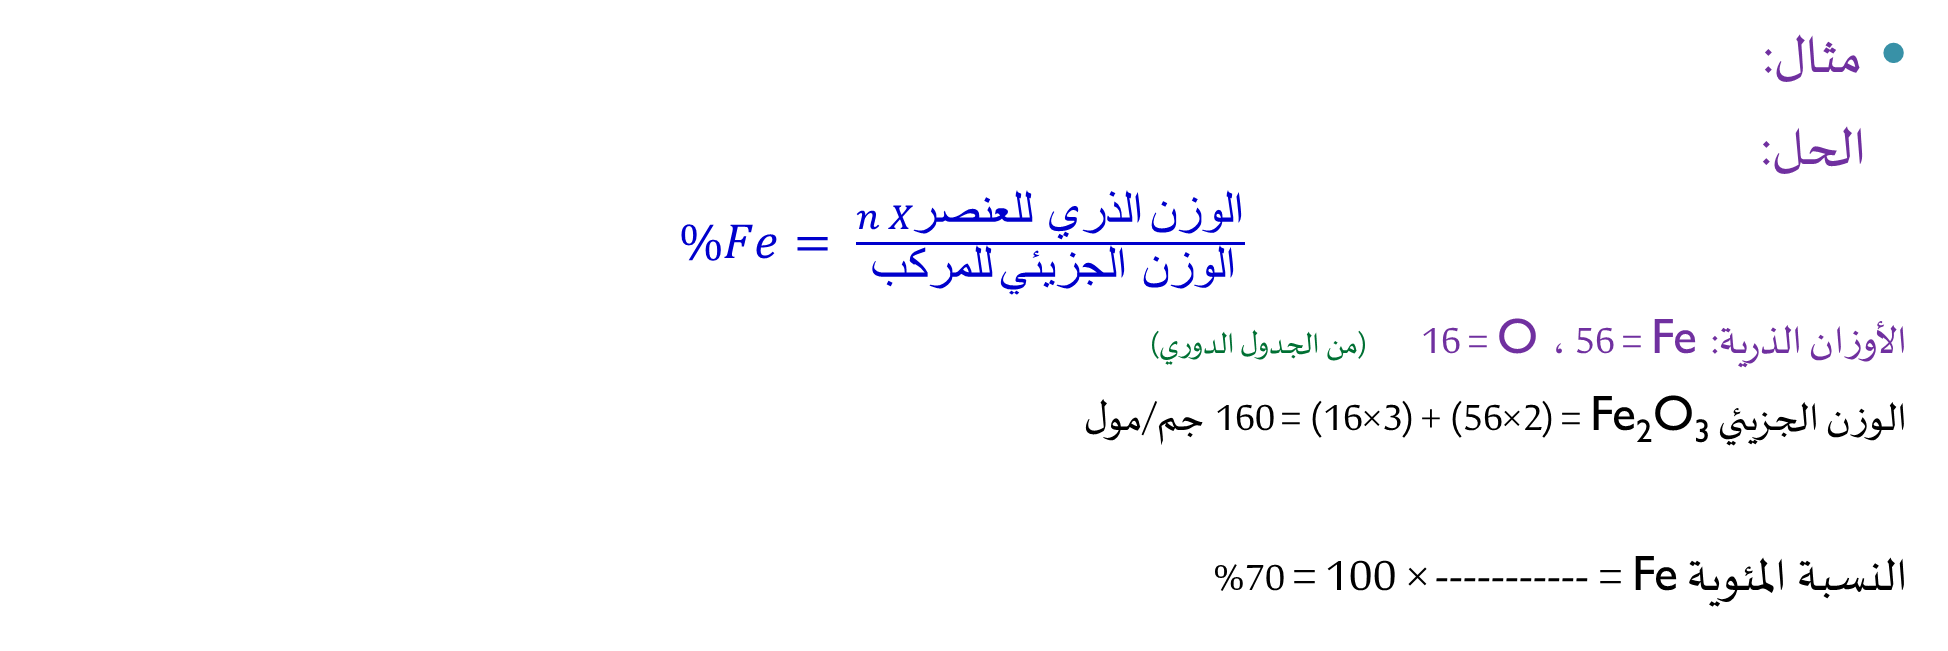 • مثال:
الحل:
%Fe = الوزن الذري للعنصر X n
الوزن الجزيئي للمركب
الأوزان الذرية: Fe = 56 ، O = 16 (من الجدول الدوري)
الوزن الجزيئي Fe₂O₃ = (2×56) + (3×16) = 160 جم/مول
النسبة المئوية Fe = ----------- × 100 = 70%